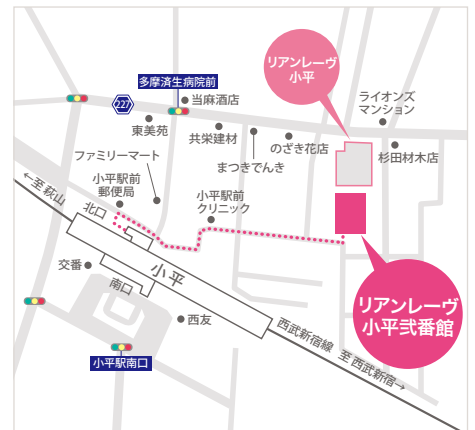 リアンレーヴ
小平
多摩済生病院前
当麻酒店
227
ライオンズ
マンション
東美苑
共栄建材
まつきでんき
のざき花店
杉田材木店
ファミリーマート
小平駅前
郵便局
小平駅前
クリニック
←至萩山
北口
小平
リアンレーヴ
小平弐番館
交番
南口
西友
西武新宿線 至 西武新宿→
小平駅南口